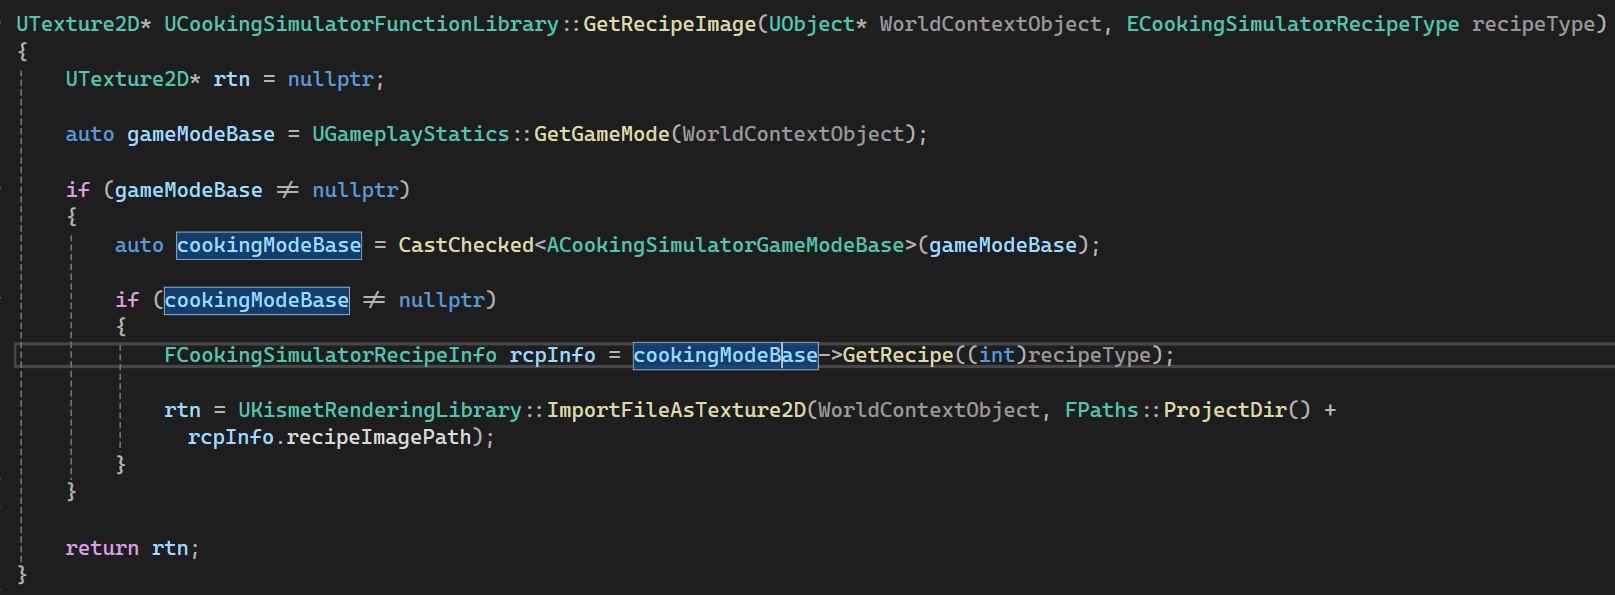 UTexture2D* UCookingSimulatorFunctionLibrary::GetRecipeImage(UObject* WorldContextObject, ECookingSimulatorRecipeType recipeType)
{
UTexture2D* rtn = nullptr;
auto gameModeBase = UGameplayStatics::GetGameMode(WorldContextObject);
if (gameModeBase ≠ nullptr)
{
auto cookingModeBase = CastChecked<ACookingSimulatorGameModeBase>(gameModeBase);
if (cookingModeBase ≠ nullptr)
{
FCookingSimulatorRecipeInfo rcpInfo = cookingModeBase->GetRecipe((int)recipeType);
rtn = UKismetRenderingLibrary::ImportFileAsTexture2D(WorldContextObject, FPaths::ProjectDir() +
rcpInfo.recipeImagePath);
}
}
return rtn;
}